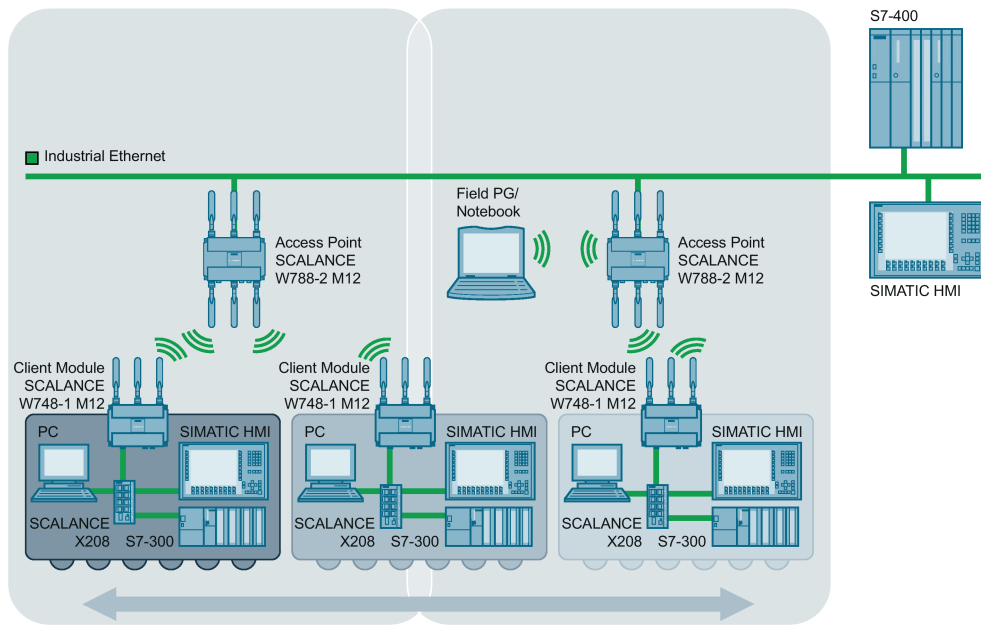 S7-400
Industrial Ethernet
Field PG/
Notebook
Access Point
SCALANCE
W788-2 M12
Access Point
SCALANCE
W788-2 M12
SIMATIC HMI
Client Module
SCALANCE
W748-1 M12
Client Module
SCALANCE
W748-1 M12
Client Module
SCALANCE
W748-1 M12
PC
SIMATIC HMI
SCALANCE
X208
S7-300
PC
SIMATIC HMI
SCALANCE
X208
S7-300
PC
SIMATIC HMI
SCALANCE
X208
S7-300